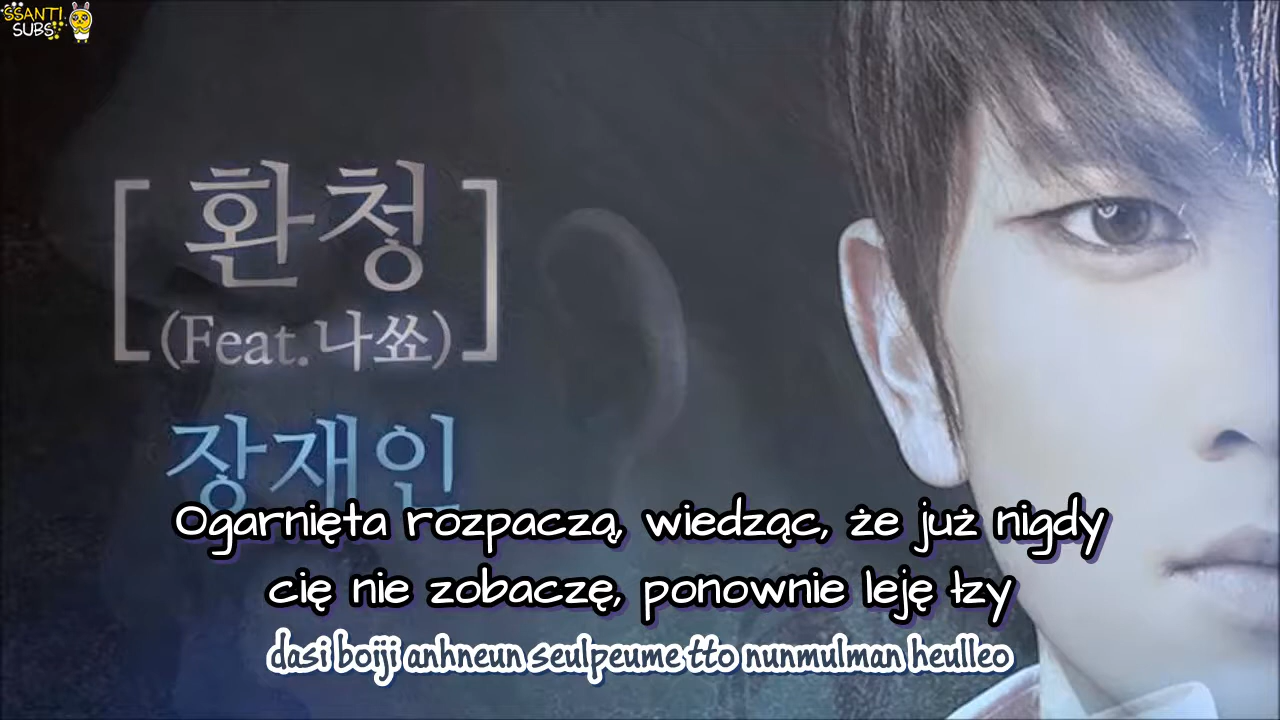 SSANTI
SUBS
[환청
(Feat.나쑈)]
장재인
Ogarnięta rozpaczą, wiedząc, że już nigdy
cię nie zobaczę, ponownie leję łzy
dasi boiji anhneun seulpeume tto nunmulman heulleo